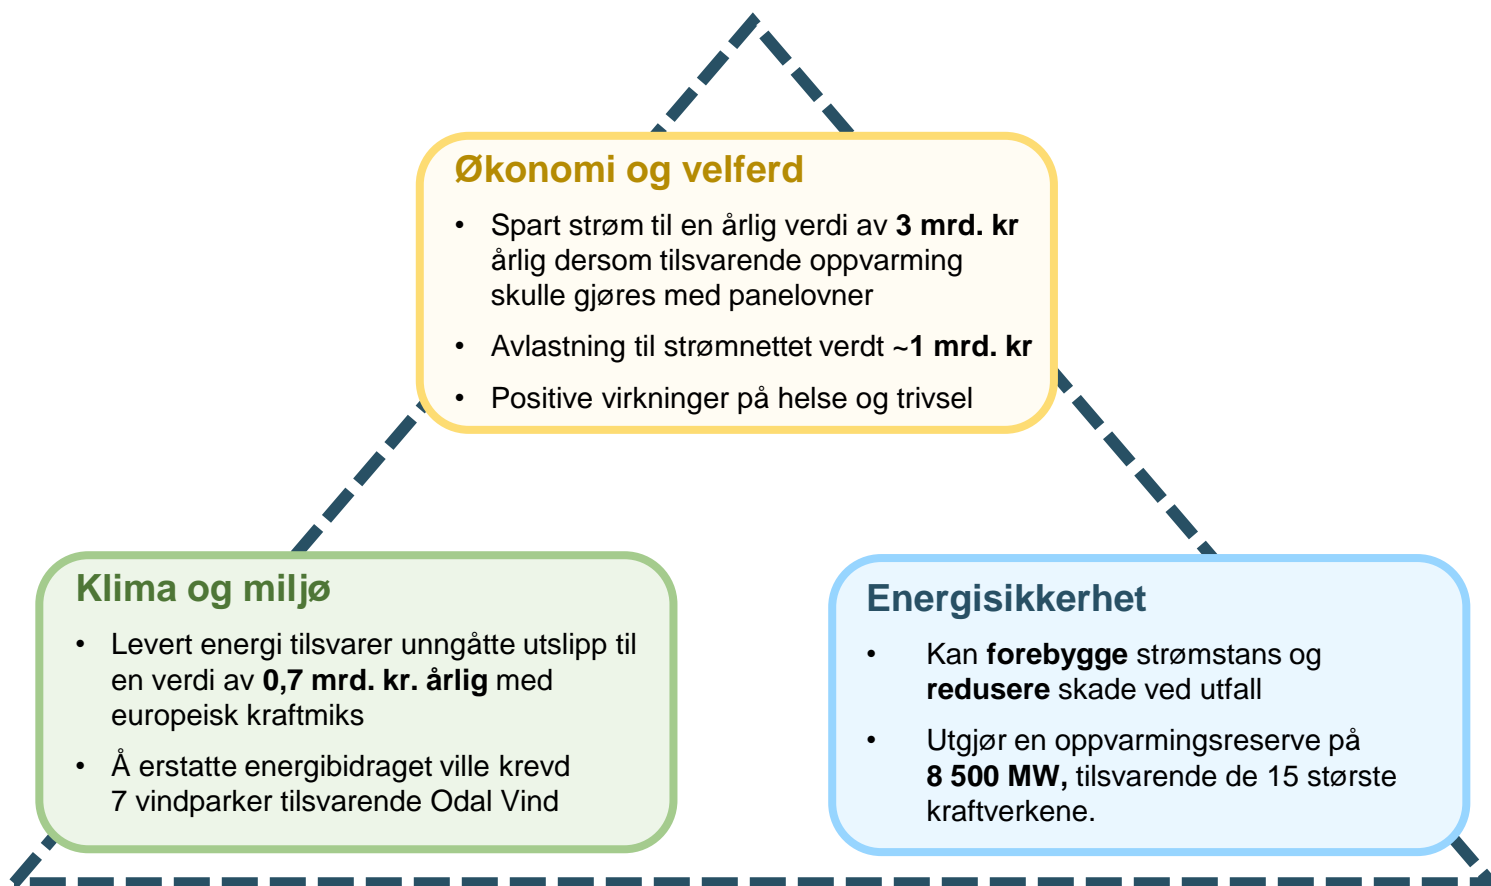 Økonomi og velferd
• Spart strøm til en årlig verdi av 3 mrd. kr
årlig dersom tilsvarende oppvarming
skulle gjøres med panelovner
• Avlastning til strømnettet verdt ~1 mrd. kr
• Positive virkninger på helse og trivsel
Klima og miljø
• Levert energi tilsvarer unngåtte utslipp til
en verdi av 0,7 mrd. kr. årlig med
europeisk kraftmiks
• Å erstatte energibidraget ville krevd
7 vindparker tilsvarende Odal Vind
Energisikkerhet
• Kan forebygge strømstans og
redusere skade ved utfall
• Utgjør en oppvarmingsreserve på
8 500 MW, tilsvarende de 15 største
kraftverkene.